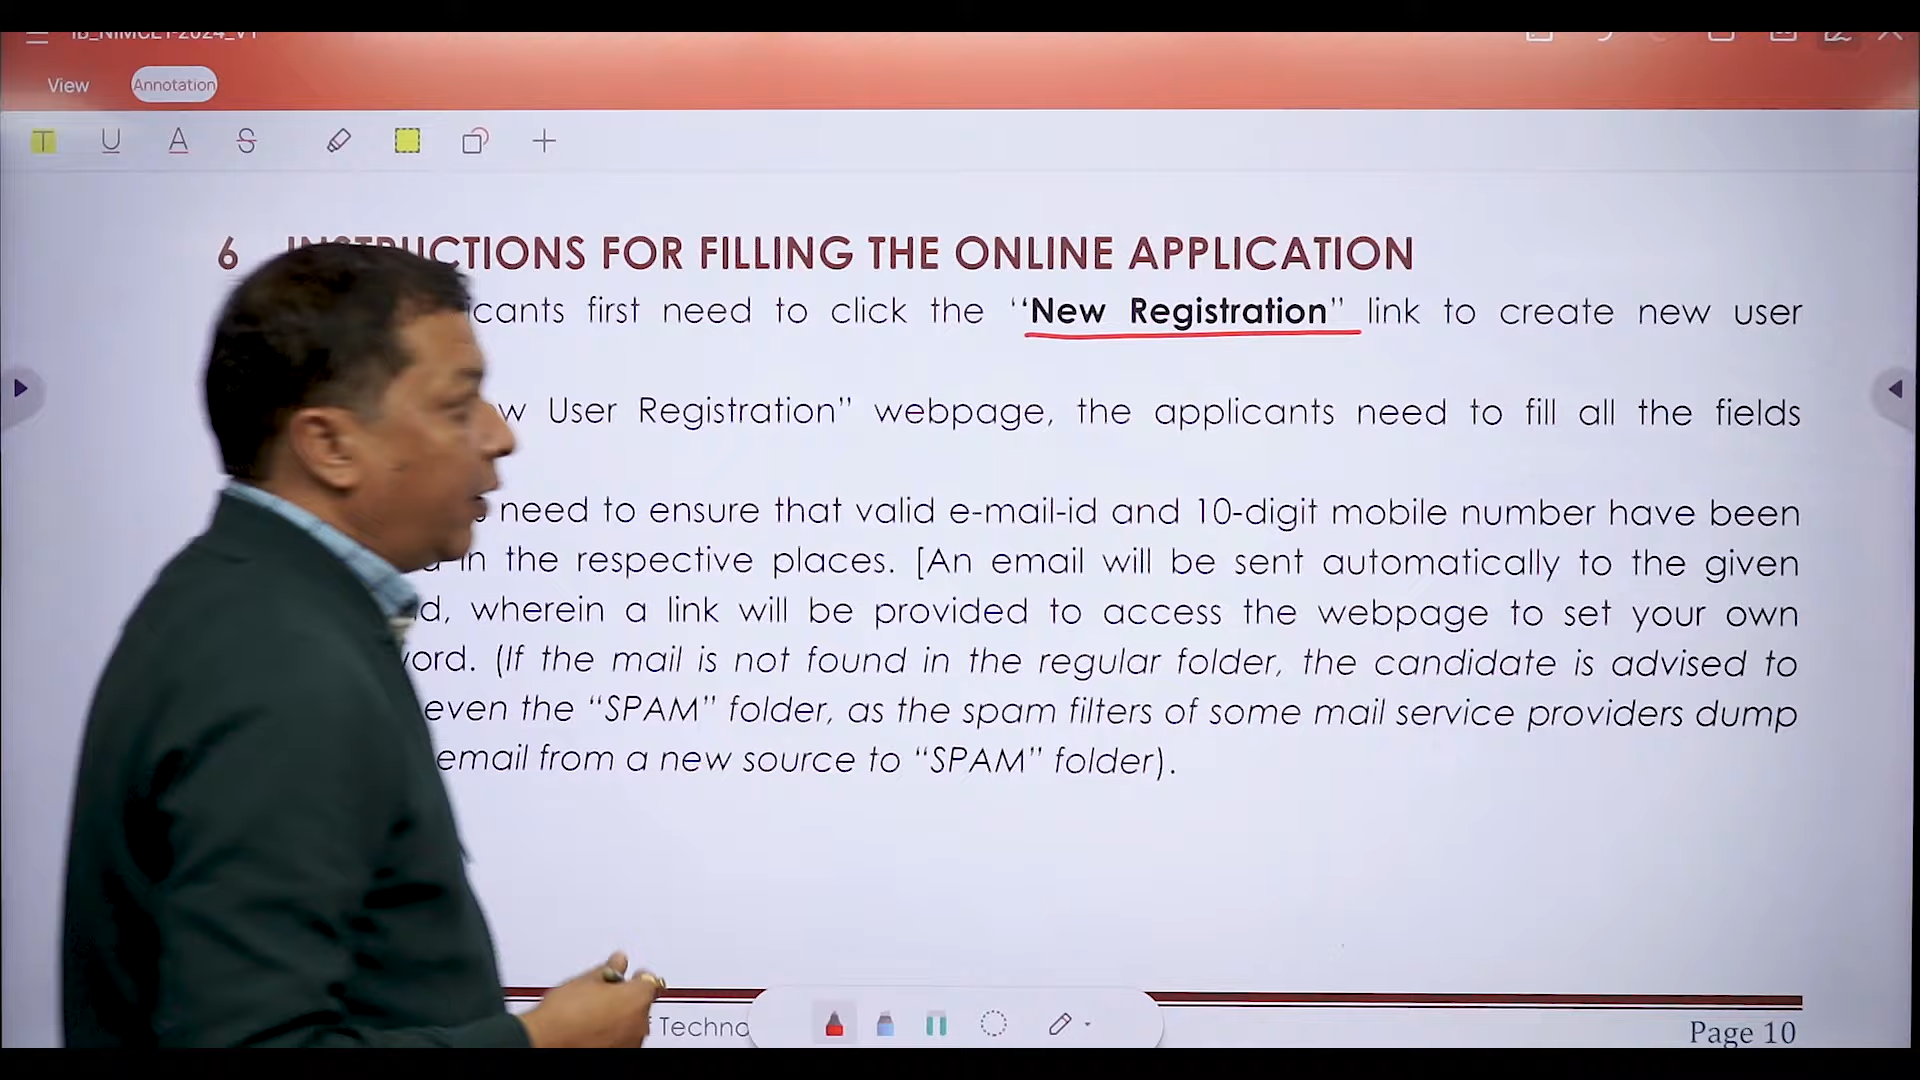 IB_NIMCET-2024_V1
View Annotation
T U A S
6 INSTRUCTIONS FOR FILLING THE ONLINE APPLICATION
first need to click the ‘‘New Registration” link to create new user
User Registration” webpage, the applicants need to fill all the fields
need to ensure that valid e-mail-id and 10-digit mobile number have been
in the respective places. [An email will be sent automatically to the given
wherein a link will be provided to access the webpage to set your own
(If the mail is not found in the regular folder, the candidate is advised to
even the “SPAM” folder, as the spam filters of some mail service providers dump
email from a new source to “SPAM” folder).
Page 10